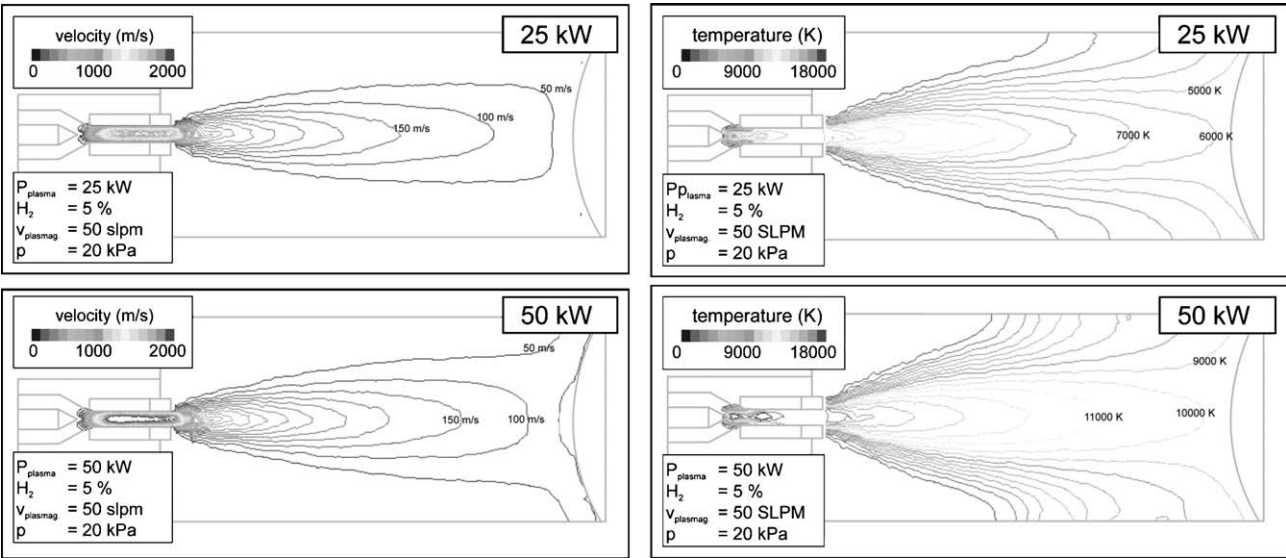 velocity (m/s)
0 1000 2000
25 kW
50 m/s
100 m/s
150 m/s
P plasma = 25 kW
H2 = 5 %
v plasmag. = 50 slpm
p = 20 kPa
temperature (K)
0 9000 18000
25 kW
5000 K
7000 K
6000 K
Pp lasma = 25 kW
H2 = 5 %
v plasmag. = 50 SLPM
p = 20 kPa
velocity (m/s)
0 1000 2000
50 kW
50 m/s
150 m/s
100 m/s
P plasma = 50 kW
H2 = 5 %
v plasmag. = 50 slpm
p = 20 kPa
temperature (K)
0 9000 18000
50 kW
9000 K
11000 K
10000 K
P plasma = 50 kW
H2 = 5 %
v plasmag. = 50 SLPM
p = 20 kPa